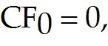 CF0 = 0,